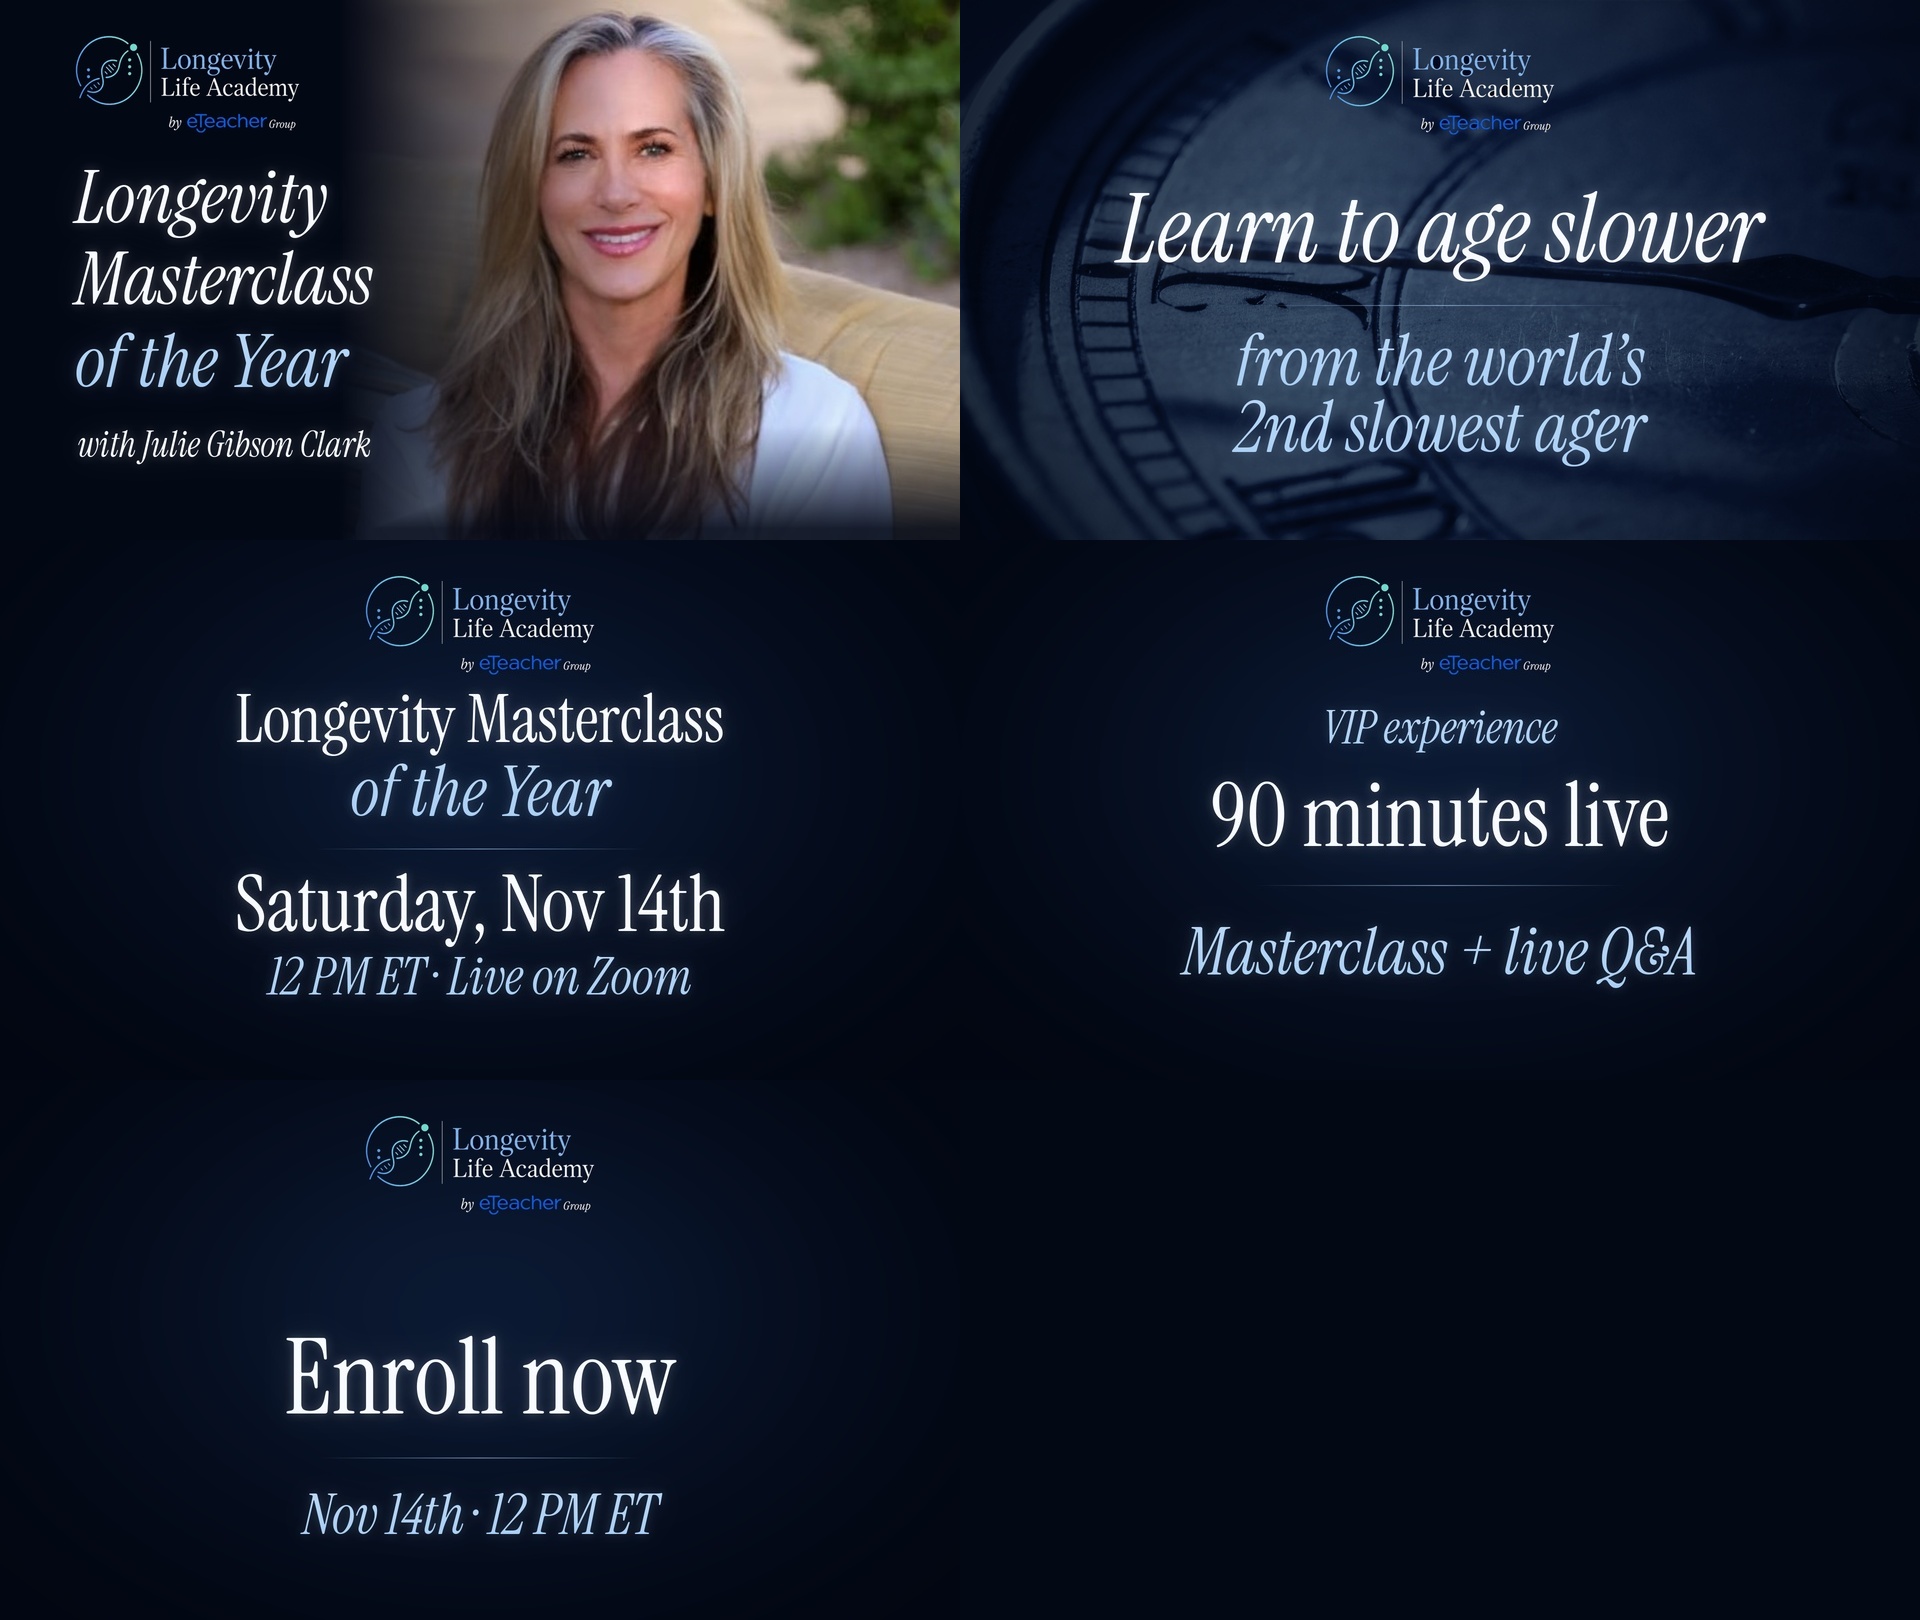 Longevity
Life Academy
by eTeacher Group
Longevity
Masterclass
of the Year
with Julie Gibson Clark
Longevity
Life Academy
by eTeacher Group
Learn to age slower
from the world’s
2nd slowest ager
Longevity
Life Academy
by eTeacher Group
Longevity Masterclass
of the Year
Saturday, Nov 14th
12 PM ET · Live on Zoom
Longevity
Life Academy
by eTeacher Group
VIP experience
90 minutes live
Masterclass + live Q&A
Longevity
Life Academy
by eTeacher Group
Enroll now
Nov 14th · 12 PM ET